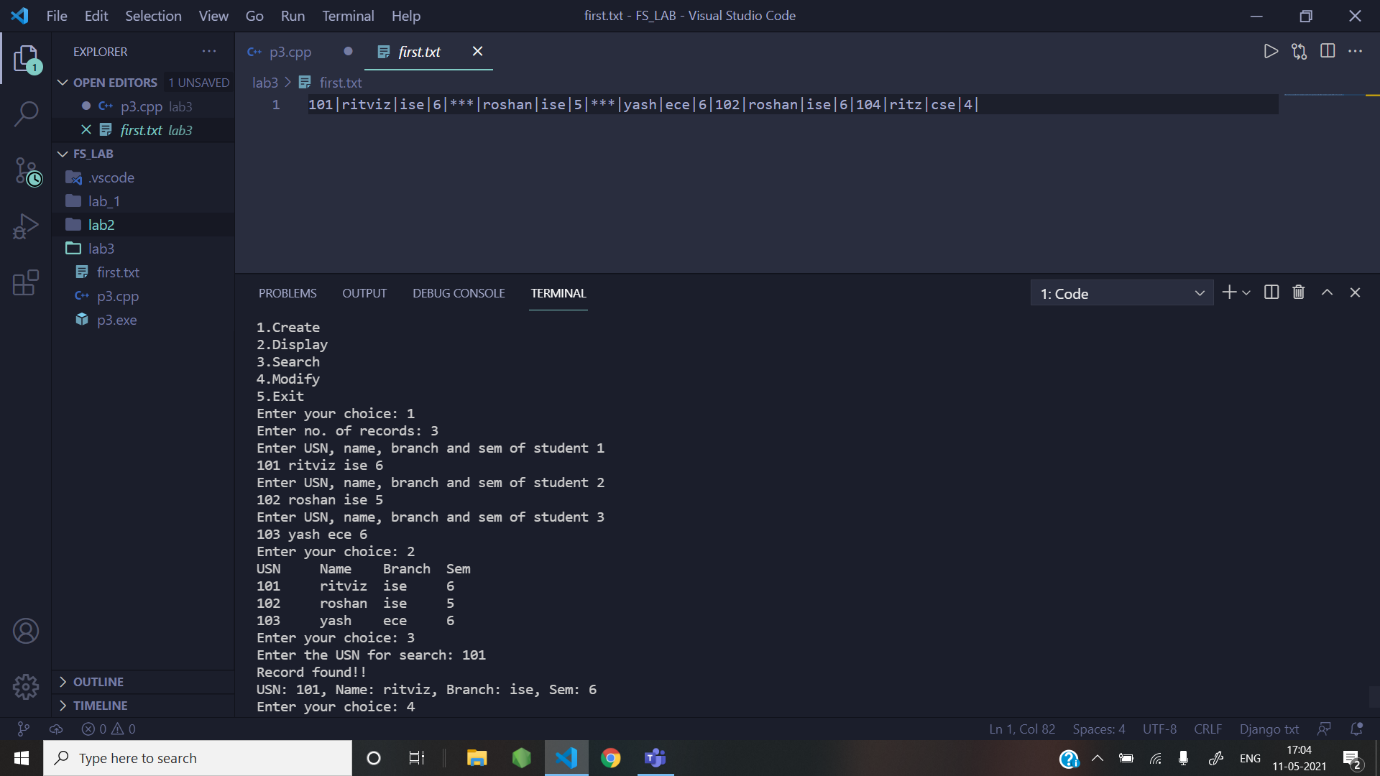 File Edit Selection View Go Run Terminal Help first.txt - FS_LAB - Visual Studio Code
EXPLORER
p3.cpp first.txt
OPEN EDITORS 1 UNSAVED
lab3 > first.txt
p3.cpp lab3
1 101|ritviz|ise|6|***|roshan|ise|5|***|yash|ece|6|102|roshan|ise|6|104|ritz|cse|4|
first.txt lab3
FS_LAB
.vscode
lab_1
lab2
lab3
first.txt
p3.cpp
p3.exe
OUTLINE
TIMELINE
1
PROBLEMS OUTPUT DEBUG CONSOLE TERMINAL 1: Code
1.Create
2.Display
3.Search
4.Modify
5.Exit
Enter your choice: 1
Enter no. of records: 3
Enter USN, name, branch and sem of student 1
101 ritviz ise 6
Enter USN, name, branch and sem of student 2
102 roshan ise 5
Enter USN, name, branch and sem of student 3
103 yash ece 6
Enter your choice: 2
USN Name Branch Sem
101 ritviz ise 6
102 roshan ise 5
103 yash ece 6
Enter your choice: 3
Enter the USN for search: 101
Record found!!
USN: 101, Name: ritviz, Branch: ise, Sem: 6
Enter your choice: 4
0 0 Ln 1, Col 82 Spaces: 4 UTF-8 CRLF Django txt
Type here to search
ENG
17:04
11-05-2021
2